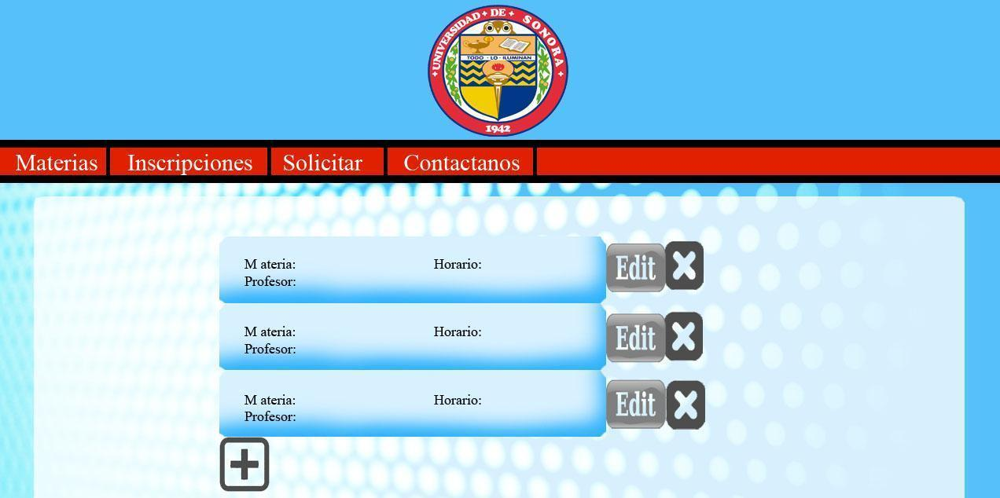 UNIVERSIDAD DE SONORA
TODO · LO · ILUMINAN
1942
Materias Inscripciones Solicitar Contactanos
M ateria: Horario:
Profesor:
Edit
M ateria: Horario:
Profesor:
Edit
M ateria: Horario:
Profesor:
Edit